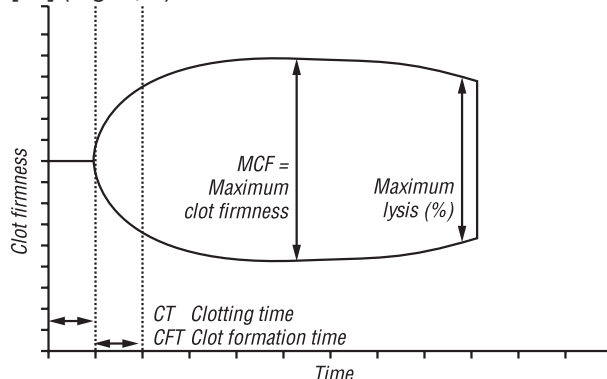 Clot firmness
MCF =
Maximum
clot firmness
Maximum
lysis (%)
CT Clotting time
CFT Clot formation time
Time